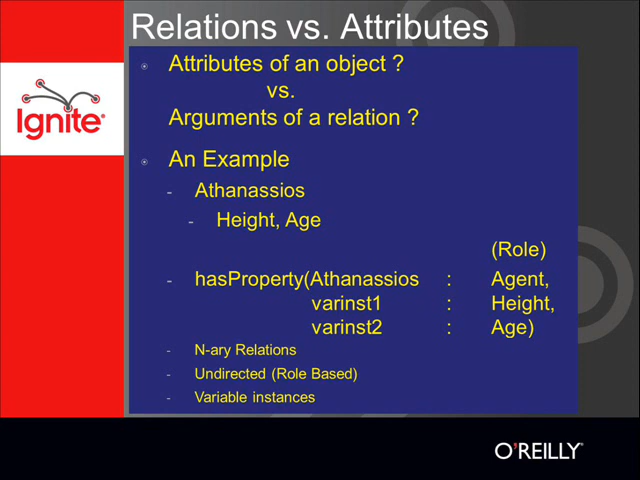 Relations vs. Attributes
Attributes of an object ?
vs.
Arguments of a relation ?
An Example
- Athanassios
- Height, Age
(Role)
- hasProperty(Athanassios : Agent,
varinst1 : Height,
varinst2 : Age)
- N-ary Relations
- Undirected (Role Based)
- Variable instances
Ignite
O'REILLY